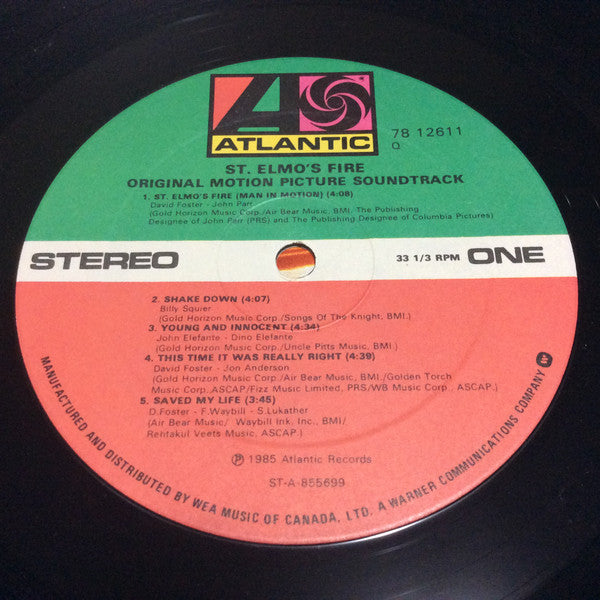 ATLANTIC
78 12611
Q
ST. ELMO'S FIRE
ORIGINAL MOTION PICTURE SOUNDTRACK
1. ST. ELMO'S FIRE (MAN IN MOTION) (4:08)
David Foster - John Parr
(Gold Horizon Music Corp./Air Bear Music, BMI, The Publishing
Designee of John Parr (PRS) and The Publishing Designee of Columbia Pictures)
STEREO
33 1/3 RPM ONE
2. SHAKE DOWN (4:07)
Billy Squier
(Gold Horizon Music Corp./Songs Of The Knight, BMI.)
3. YOUNG AND INNOCENT (4:34)
John Elefante - Dino Elefante
(Gold Horizon Music Corp./Uncle Pitts Music, BMI.)
4. THIS TIME IT WAS REALLY RIGHT (4:39)
David Foster - Jon Anderson
(Gold Horizon Music Corp./Air Bear Music, BMI./Golden Torch
Music Corp.,ASCAP/Fizz Music Limited, PRS/WB Music Corp., ASCAP.)
5. SAVED MY LIFE (3:45)
D.Foster - F.Waybill - S.Lukather
(Air Bear Music/ Waybill Ink. Inc., BMI/
Rehtakul Veets Music, ASCAP.)
℗ 1985 Atlantic Records
ST-A-855699
MANUFACTURED AND DISTRIBUTED BY WEA MUSIC OF CANADA, LTD. A WARNER COMMUNICATIONS COMPANY